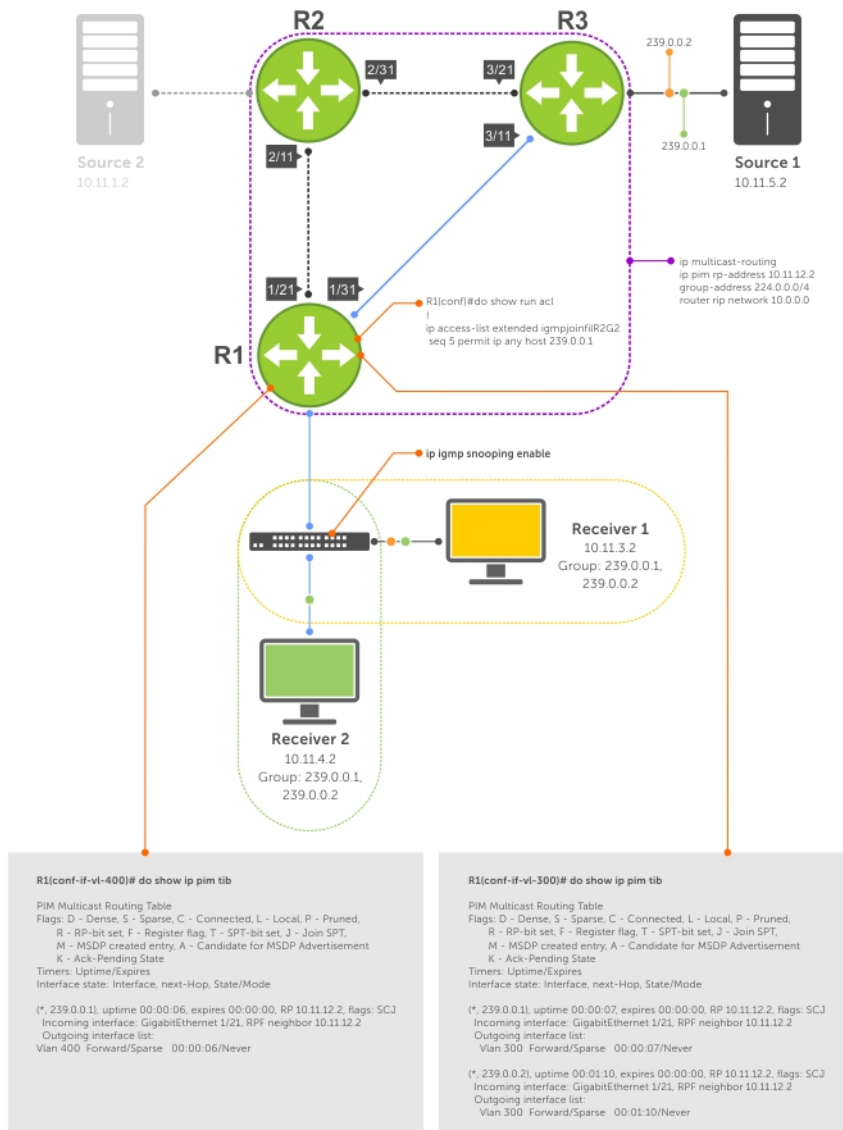 R2
R3
2/31
3/21
239.0.0.2
239.0.0.1
2/11
3/11
Source 2
10.11.1.2
Source 1
10.11.5.2
1/21
1/31
ip multicast-routing
ip pim rp-address 10.11.12.2
group-address 224.0.0.0/4
router rip network 10.0.0.0
R1(conf)#do show run acl
!
ip access-list extended igmpjoinfilR2G2
seq 5 permit ip any host 239.0.0.1
R1
ip igmp snooping enable
Receiver 1
10.11.3.2
Group: 239.0.0.1,
239.0.0.2
Receiver 2
10.11.4.2
Group: 239.0.0.1,
239.0.0.2
R1(conf-if-vl-400)# do show ip pim tib
PIM Multicast Routing Table
Flags: D - Dense, S - Sparse, C - Connected, L - Local, P - Pruned,
R - RP-bit set, F - Register flag, T - SPT-bit set, J - Join SPT,
M - MSDP created entry, A - Candidate for MSDP Advertisement
K - Ack-Pending State
Timers: Uptime/Expires
Interface state: Interface, next-Hop, State/Mode
(*, 239.0.0.1), uptime 00:00:06, expires 00:00:00, RP 10.11.12.2, flags: SCJ
Incoming interface: GigabitEthernet 1/21, RPF neighbor 10.11.12.2
Outgoing interface list:
Vlan 400 Forward/Sparse 00:00:06/Never
R1(conf-if-vl-300)# do show ip pim tib
PIM Multicast Routing Table
Flags: D - Dense, S - Sparse, C - Connected, L - Local, P - Pruned,
R - RP-bit set, F - Register flag, T - SPT-bit set, J - Join SPT,
M - MSDP created entry, A - Candidate for MSDP Advertisement
K - Ack-Pending State
Timers: Uptime/Expires
Interface state: Interface, next-Hop, State/Mode
(*, 239.0.0.1), uptime 00:00:07, expires 00:00:00, RP 10.11.12.2, flags: SCJ
Incoming interface: GigabitEthernet 1/21, RPF neighbor 10.11.12.2
Outgoing interface list:
Vlan 300 Forward/Sparse 00:00:07/Never
(*, 239.0.0.2), uptime 00:01:10, expires 00:00:00, RP 10.11.12.2, flags: SCJ
Incoming interface: GigabitEthernet 1/21, RPF neighbor 10.11.12.2
Outgoing interface list:
Vlan 300 Forward/Sparse 00:01:10/Never